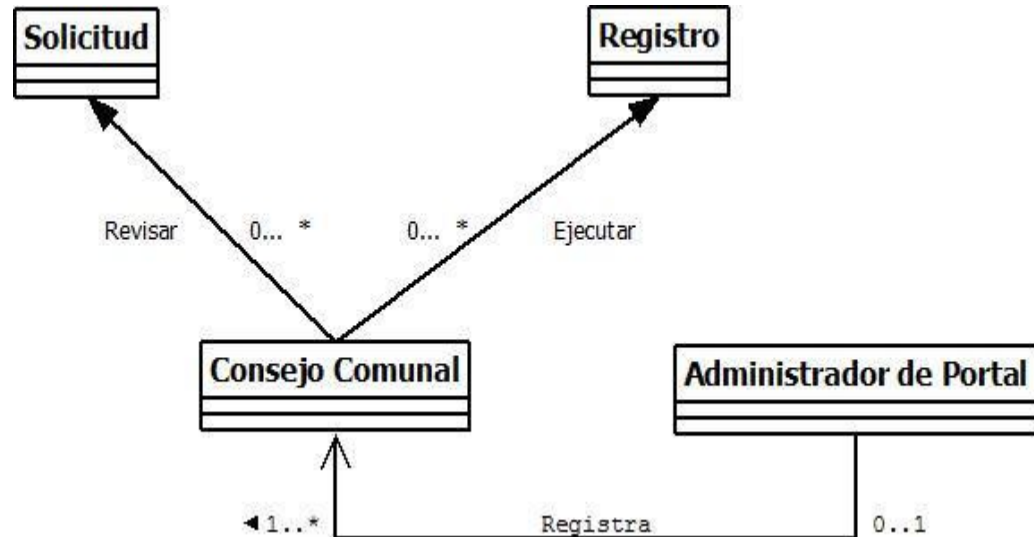 Solicitud
Registro
Revisar
0... *
0... *
Ejecutar
Consejo Comunal
Administrador de Portal
◄1..*
Registra
0..1